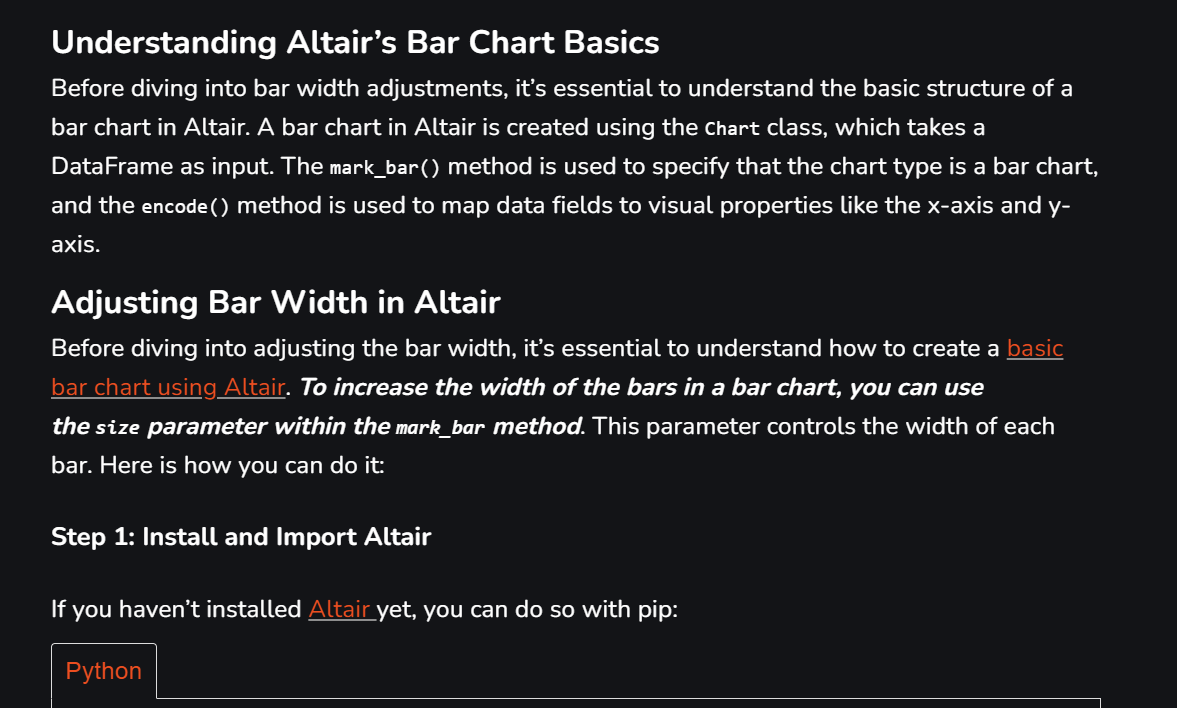 Understanding Altair’s Bar Chart Basics
Before diving into bar width adjustments, it’s essential to understand the basic structure of a
bar chart in Altair. A bar chart in Altair is created using the Chart class, which takes a
DataFrame as input. The mark_bar() method is used to specify that the chart type is a bar chart,
and the encode() method is used to map data fields to visual properties like the x-axis and y-
axis.
Adjusting Bar Width in Altair
Before diving into adjusting the bar width, it’s essential to understand how to create a basic
bar chart using Altair. To increase the width of the bars in a bar chart, you can use
the size parameter within the mark_bar method. This parameter controls the width of each
bar. Here is how you can do it:
Step 1: Install and Import Altair
If you haven’t installed Altair yet, you can do so with pip:
Python